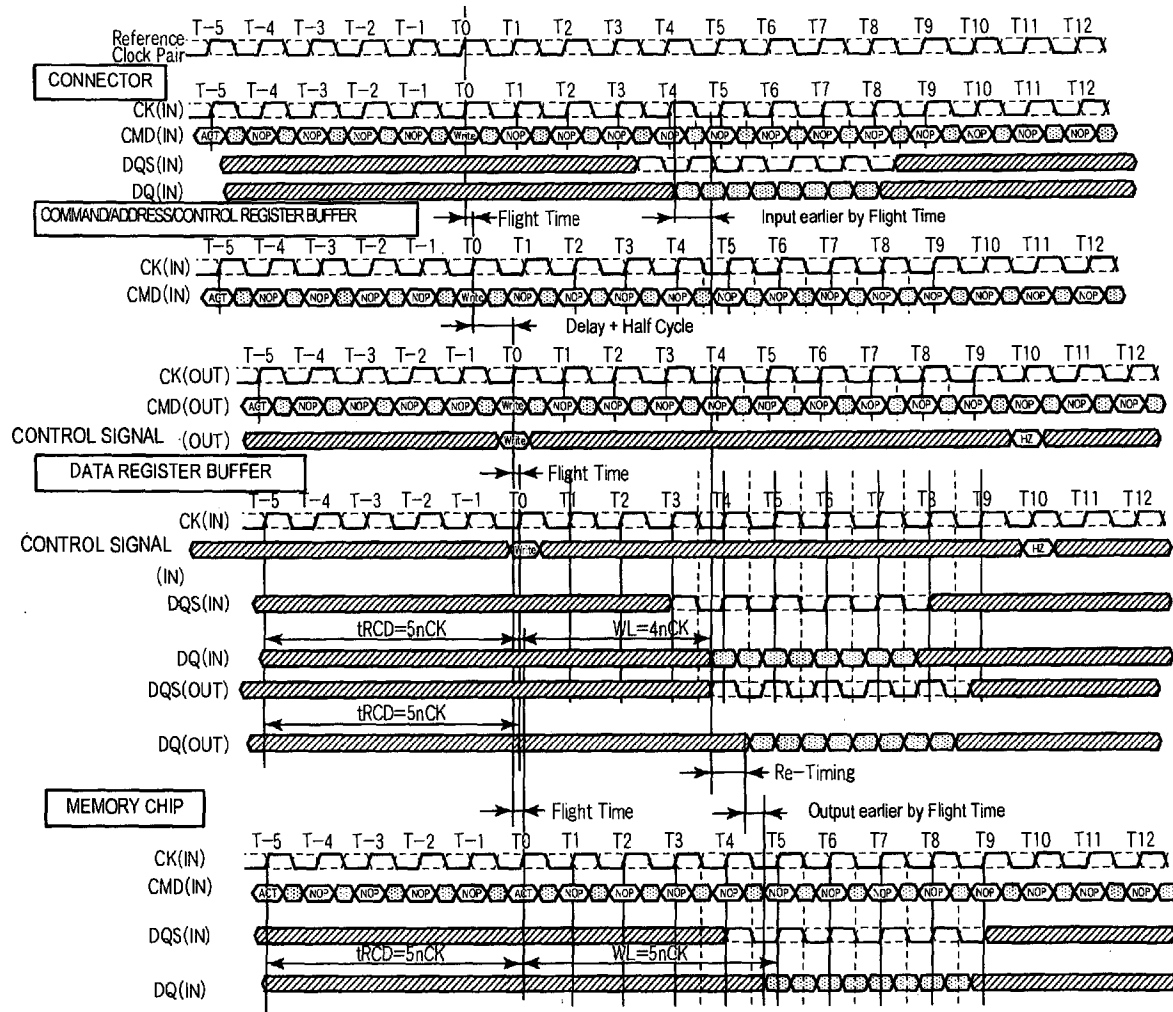 T-5 T-4 T-3 T-2 T-1 T0 T1 T2 T3 T4 T5 T6 T7 T8 T9 T10 T11 T12
Reference
Clock Pair
CONNECTOR
T-5 T-4 T-3 T-2 T-1 T0 T1 T2 T3 T4 T5 T6 T7 T8 T9 T10 T11 T12
CK(IN)
CMD(IN) ACT NOP NOP NOP NOP Write NOP NOP NOP NOP NOP NOP NOP NOP NOP NOP NOP NOP
DQS(IN)
DQ(IN)
COMMAND/ADDRESS/CONTROL REGISTER BUFFER
Flight Time Input earlier by Flight Time
T-5 T-4 T-3 T-2 T-1 T0 T1 T2 T3 T4 T5 T6 T7 T8 T9 T10 T11 T12
CK(IN)
CMD(IN) ACT NOP NOP NOP NOP Write NOP NOP NOP NOP NOP NOP NOP NOP NOP NOP NOP NOP
Delay + Half Cycle
T-5 T-4 T-3 T-2 T-1 T0 T1 T2 T3 T4 T5 T6 T7 T8 T9 T10 T11 T12
CK(OUT)
CMD(OUT) ACT NOP NOP NOP NOP Write NOP NOP NOP NOP NOP NOP NOP NOP NOP NOP NOP NOP
CONTROL SIGNAL (OUT) Write HZ
DATA REGISTER BUFFER
Flight Time
T-5 T-4 T-3 T-2 T-1 T0 T1 T2 T3 T4 T5 T6 T7 T8 T9 T10 T11 T12
CK(IN)
CONTROL SIGNAL Write HZ
(IN)
DQS(IN)
tRCD=5nCK WL=4nCK
DQ(IN)
DQS(OUT)
tRCD=5nCK
DQ(OUT)
Re-Timing
MEMORY CHIP
Flight Time Output earlier by Flight Time
T-5 T-4 T-3 T-2 T-1 T0 T1 T2 T3 T4 T5 T6 T7 T8 T9 T10 T11 T12
CK(IN)
CMD(IN) ACT NOP NOP NOP NOP ACT NOP NOP NOP NOP NOP NOP NOP NOP NOP NOP NOP NOP
DQS(IN)
tRCD=5nCK WL=5nCK
DQ(IN)